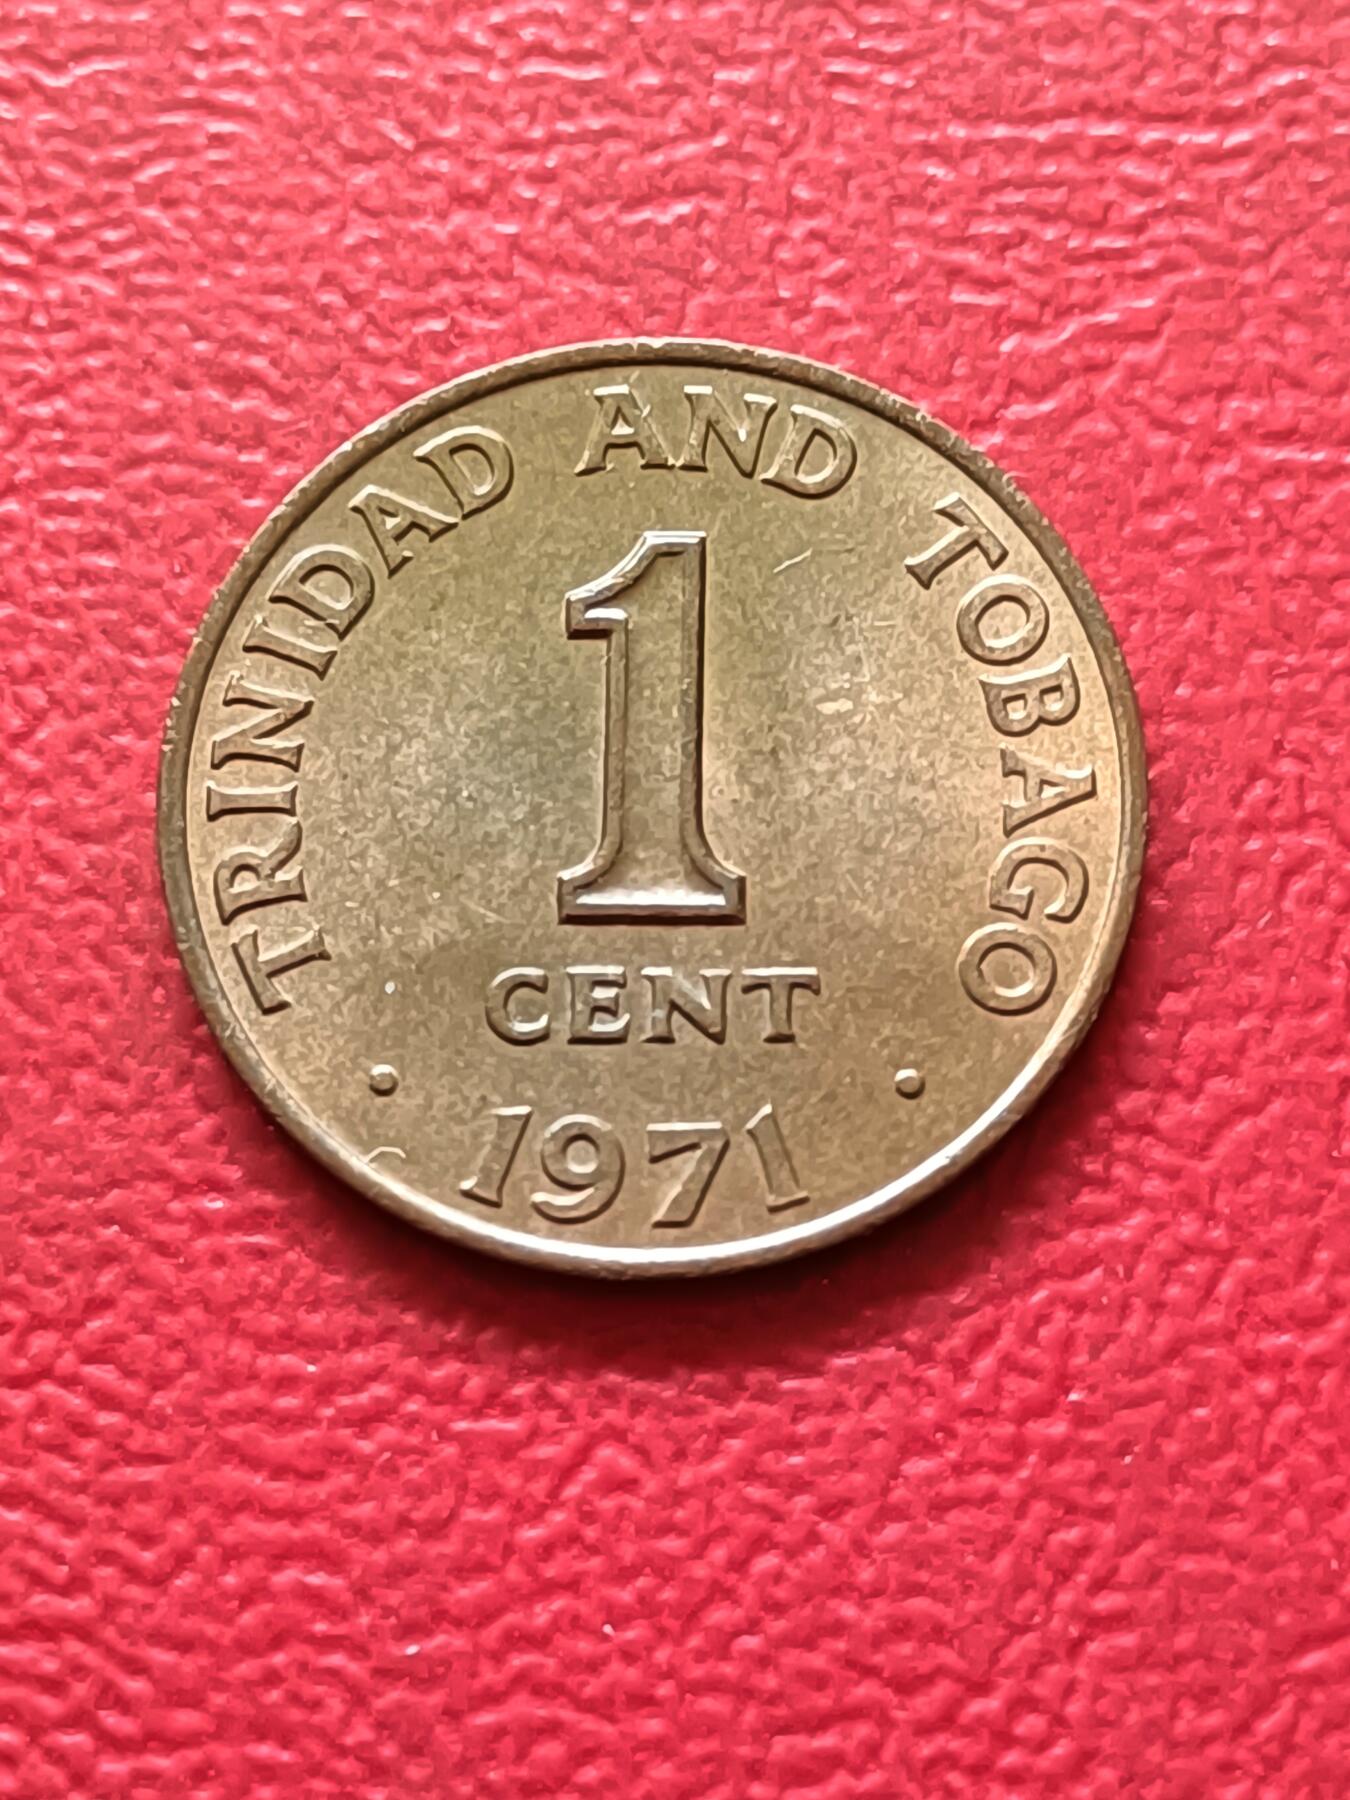 TRINIDAD AND TOBAGO
1
CENT
• 1971 •